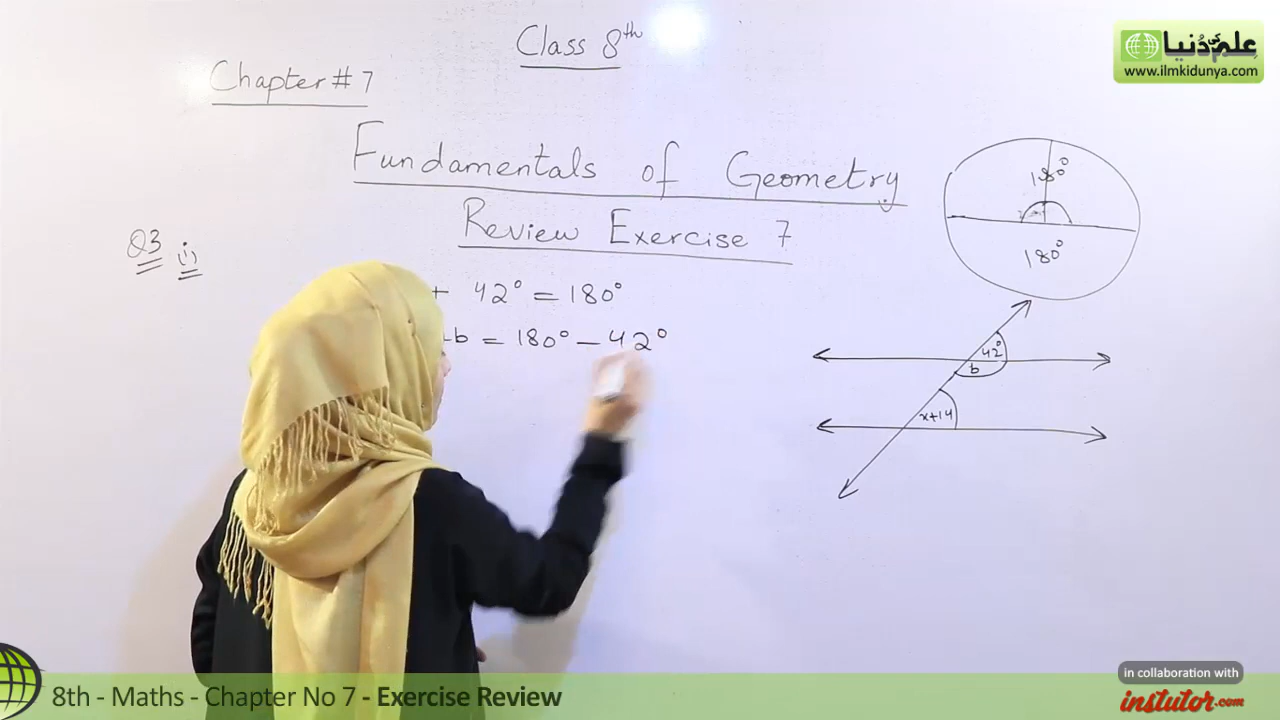 Class 8th
Chapter # 7
Fundamentals of Geometry
Review Exercise 7
Q3 i)
+ 42° = 180°
b = 180° - 42°
180°
180°
42°
b
x+14
علم کی دنیا
www.ilmkidunya.com
8th - Maths - Chapter No 7 - Exercise Review
in collaboration with
instutor.com